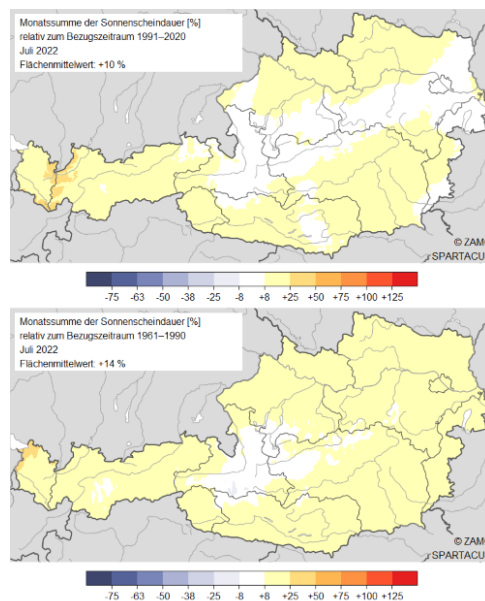 Monatssumme der Sonnenscheindauer [%]
relativ zum Bezugszeitraum 1991–2020
Juli 2022
Flächenmittelwert: +10 %
© ZAM
SPARTACU
-75 -63 -50 -38 -25 -8 +8 +25 +50 +75 +100 +125
Monatssumme der Sonnenscheindauer [%]
relativ zum Bezugszeitraum 1961–1990
Juli 2022
Flächenmittelwert: +14 %
© ZAM
SPARTACU
-75 -63 -50 -38 -25 -8 +8 +25 +50 +75 +100 +125